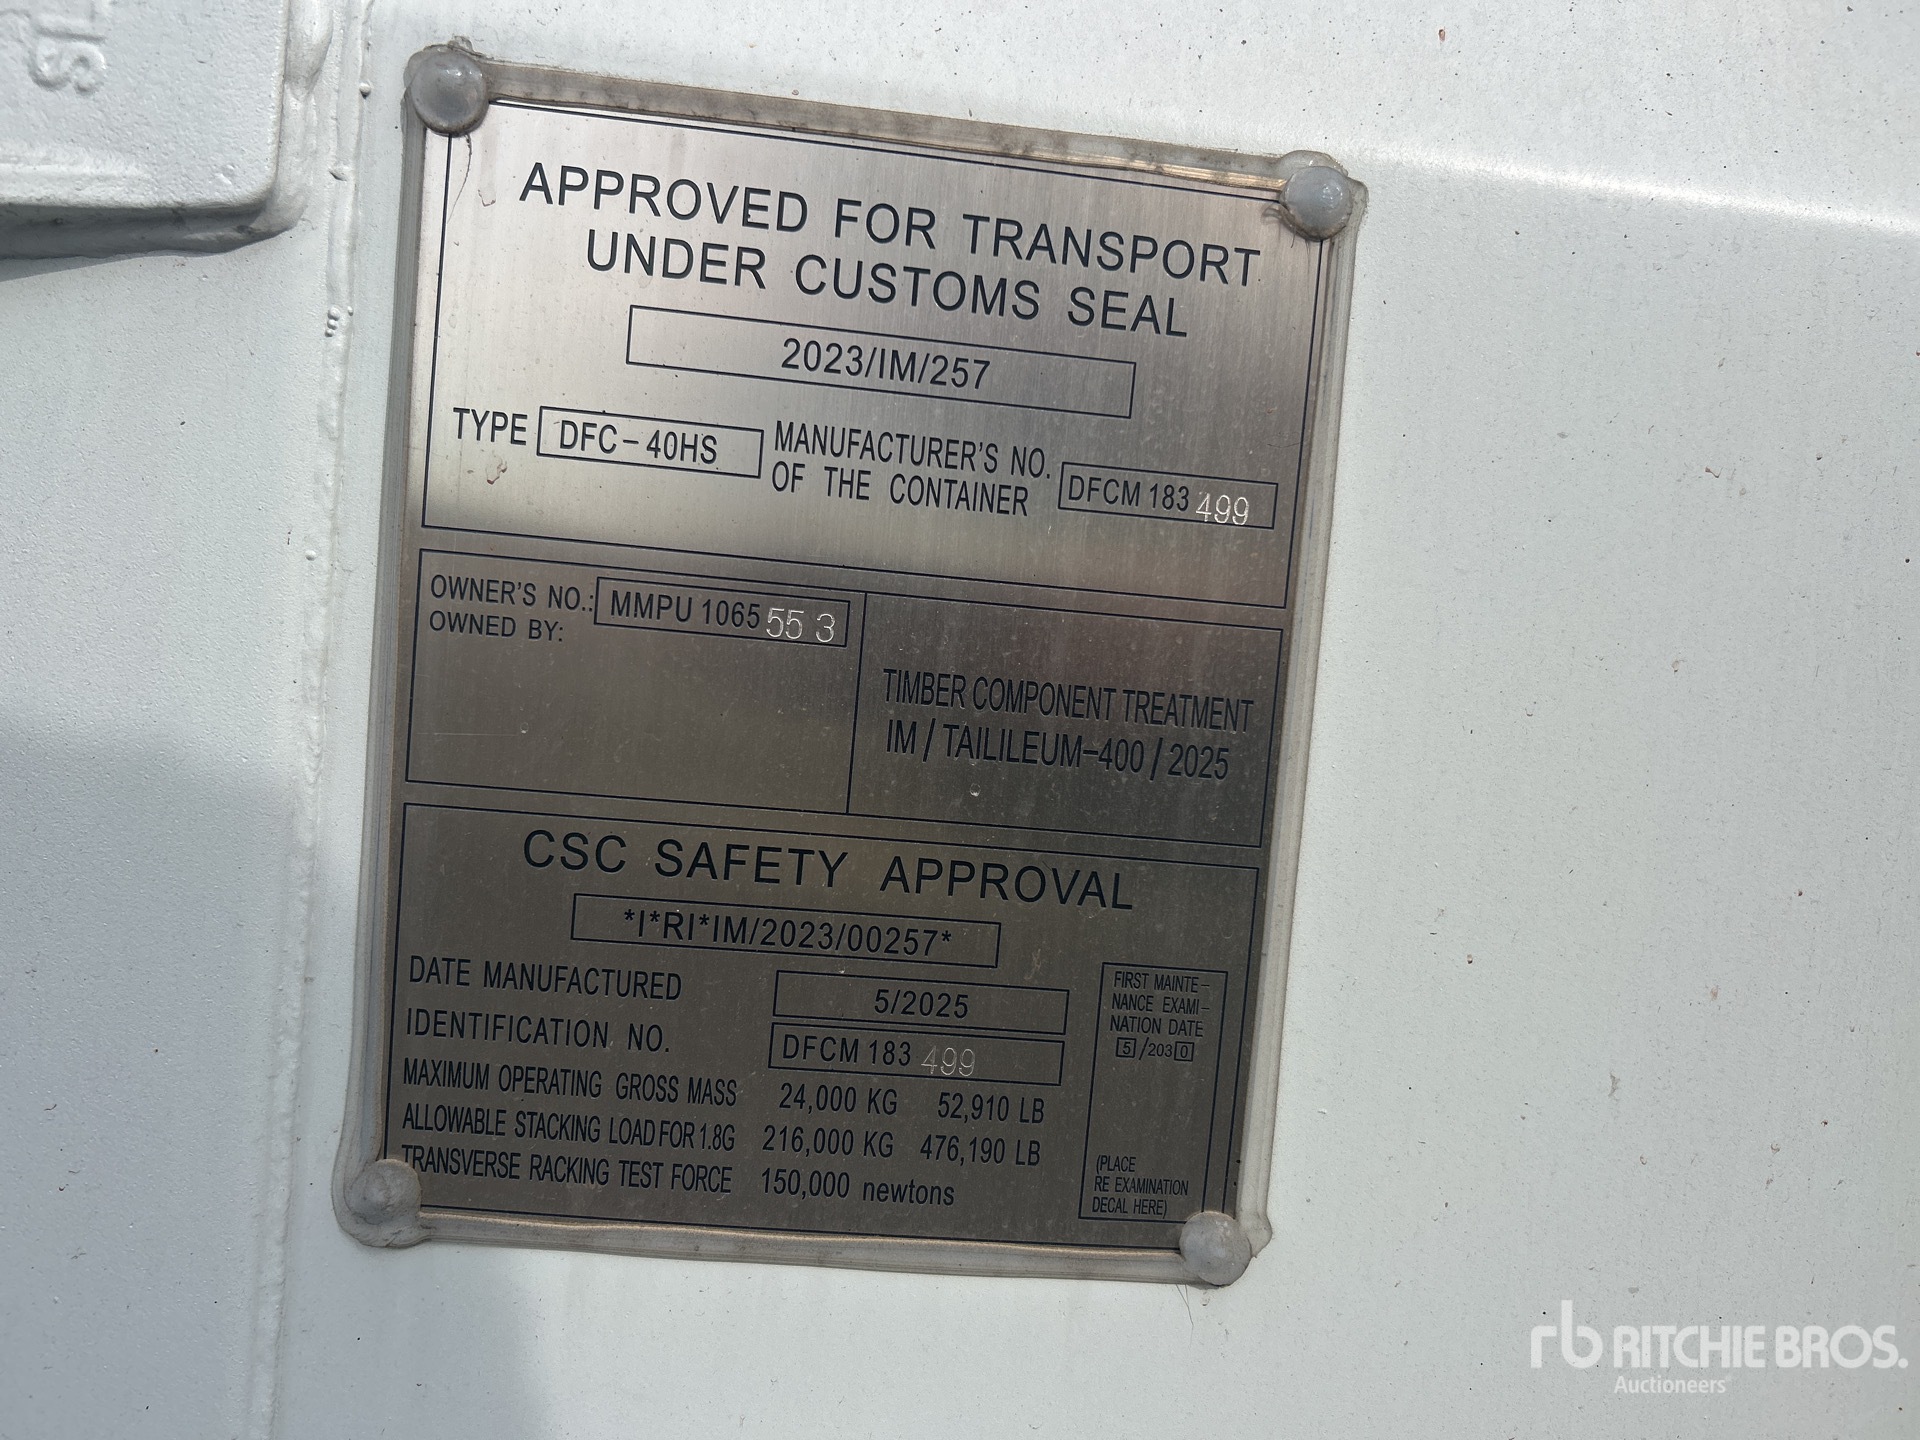 APPROVED FOR TRANSPORT
UNDER CUSTOMS SEAL
2023/IM/257
TYPE DFC-40HS MANUFACTURER'S NO.
OF THE CONTAINER DFCM 183 499
OWNER'S NO.: MMPU 1065 55 3
OWNED BY:
TIMBER COMPONENT TREATMENT
IM / TAILILEUM-400 / 2025
CSC SAFETY APPROVAL
*I*RI*IM/2023/00257*
DATE MANUFACTURED 5/2025
IDENTIFICATION NO. DFCM 183 499
MAXIMUM OPERATING GROSS MASS 24,000 KG 52,910 LB
ALLOWABLE STACKING LOAD FOR 1.8G 216,000 KG 476,190 LB
TRANSVERSE RACKING TEST FORCE 150,000 newtons
FIRST MAINTE-
NANCE EXAMI-
NATION DATE
5/2030
(PLACE
RE EXAMINATION
DECAL HERE)
rb RITCHIE BROS.
Auctioneers